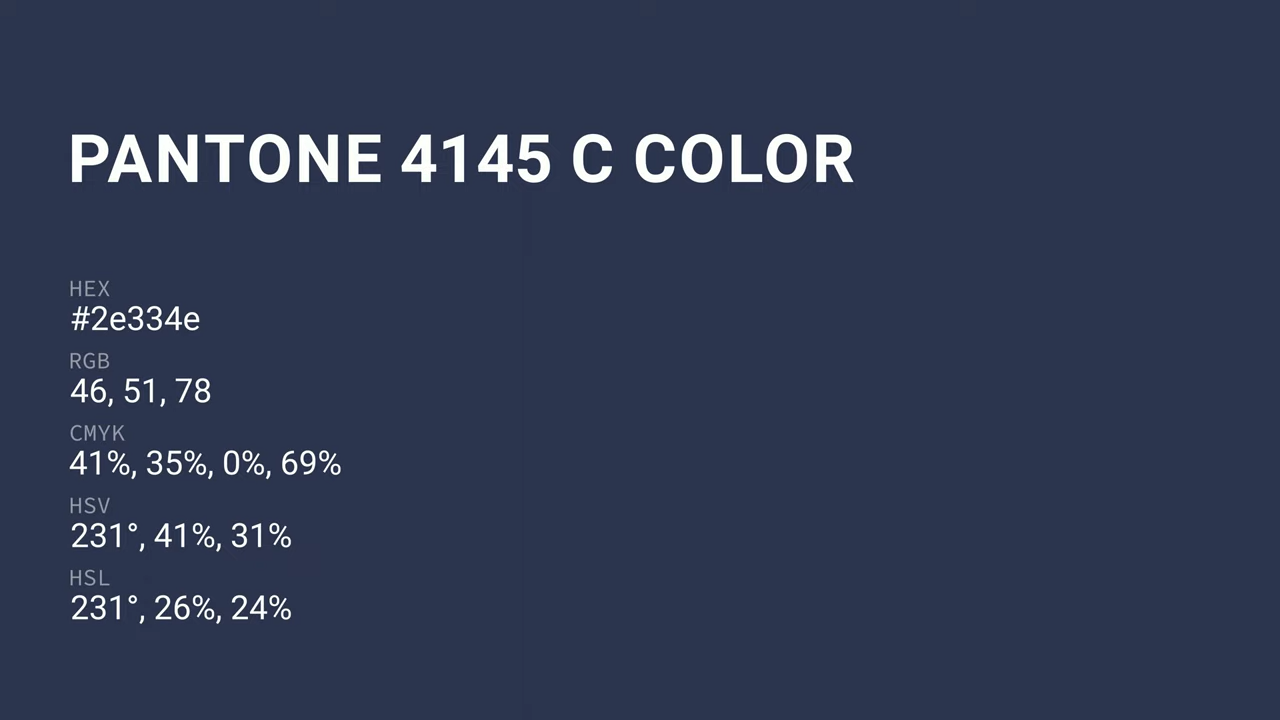 PANTONE 4145 C COLOR
HEX
#2e334e
RGB
46, 51, 78
CMYK
41%, 35%, 0%, 69%
HSV
231°, 41%, 31%
HSL
231°, 26%, 24%